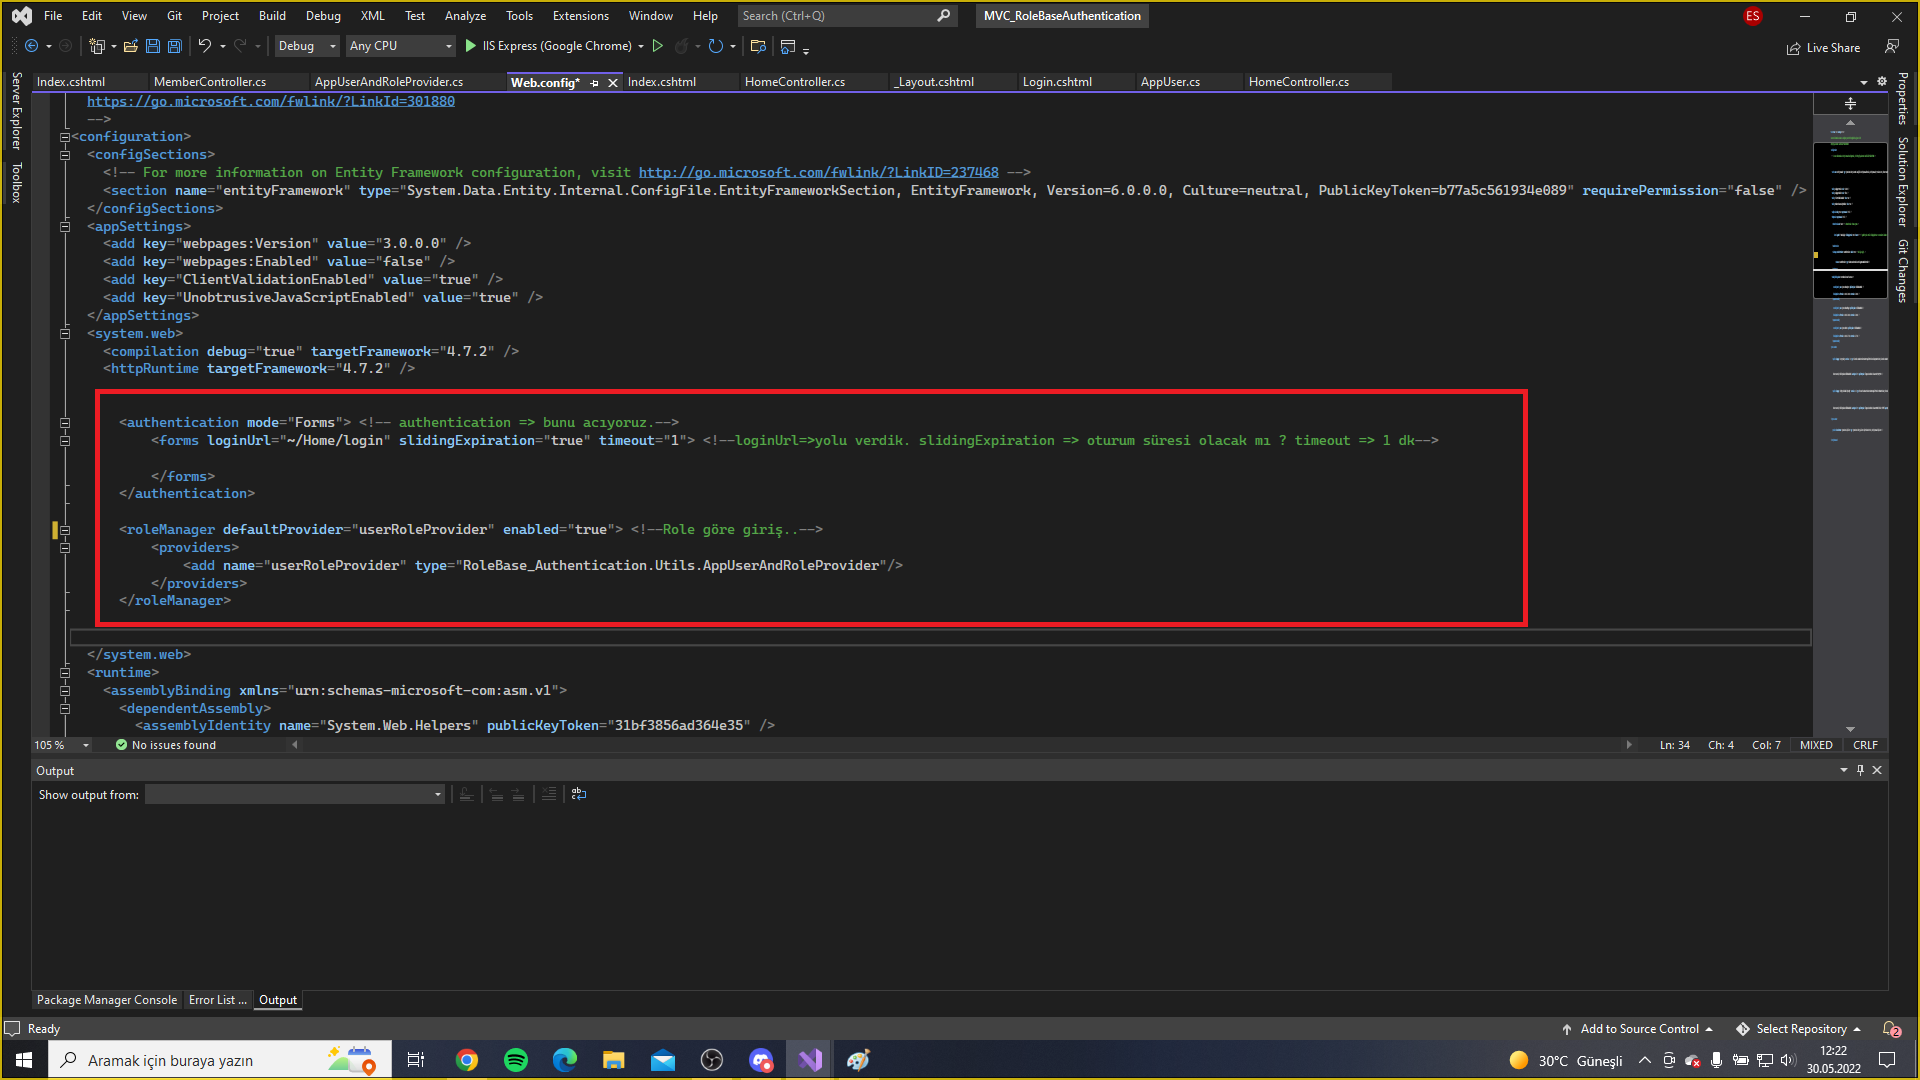 File Edit View Git Project Build Debug XML Test Analyze Tools Extensions Window Help Search (Ctrl+Q) MVC_RoleBaseAuthentication ES
Debug Any CPU IIS Express (Google Chrome) Live Share
Index.cshtml MemberController.cs AppUserAndRoleProvider.cs Web.config* Index.cshtml HomeController.cs _Layout.cshtml Login.cshtml AppUser.cs HomeController.cs
Server Explorer
Toolbox
Properties
Solution Explorer
Git Changes
https://go.microsoft.com/fwlink/?LinkId=301880
-->
<configuration>
<configSections>
<!-- For more information on Entity Framework configuration, visit http://go.microsoft.com/fwlink/?LinkID=237468 -->
<section name="entityFramework" type="System.Data.Entity.Internal.ConfigFile.EntityFrameworkSection, EntityFramework, Version=6.0.0.0, Culture=neutral, PublicKeyToken=b77a5c561934e089" requirePermission="false" />
</configSections>
<appSettings>
<add key="webpages:Version" value="3.0.0.0" />
<add key="webpages:Enabled" value="false" />
<add key="ClientValidationEnabled" value="true" />
<add key="UnobtrusiveJavaScriptEnabled" value="true" />
</appSettings>
<system.web>
<compilation debug="true" targetFramework="4.7.2" />
<httpRuntime targetFramework="4.7.2" />
<authentication mode="Forms"> <!-- authentication => bunu acıyoruz.-->
<forms loginUrl="~/Home/login" slidingExpiration="true" timeout="1"> <!--loginUrl=>yolu verdik. slidingExpiration => oturum süresi olacak mı ? timeout => 1 dk-->
</forms>
</authentication>
<roleManager defaultProvider="userRoleProvider" enabled="true"> <!--Role göre giriş..-->
<providers>
<add name="userRoleProvider" type="RoleBase_Authentication.Utils.AppUserAndRoleProvider"/>
</providers>
</roleManager>
</system.web>
<runtime>
<assemblyBinding xmlns="urn:schemas-microsoft-com:asm.v1">
<dependentAssembly>
<assemblyIdentity name="System.Web.Helpers" publicKeyToken="31bf3856ad364e35" />
105 % No issues found Ln: 34 Ch: 4 Col: 7 MIXED CRLF
Output
Show output from:
Package Manager Console Error List ... Output
Ready Add to Source Control Select Repository 2
Aramak için buraya yazın 30°C Güneşli 12:22
30.05.2022